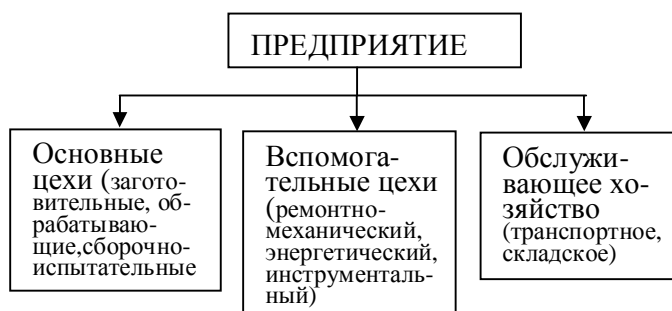 ПРЕДПРИЯТИЕ
Основные
цехи (загото-
вительные, об-
рабатываю-
щие,сборочно-
испытательные
Вспомога-
тельные цехи
(ремонтно-
механический,
энергетический,
инструменталь-
ный)
Обслужи-
вающее хо-
зяйство
(транспортное,
складское)